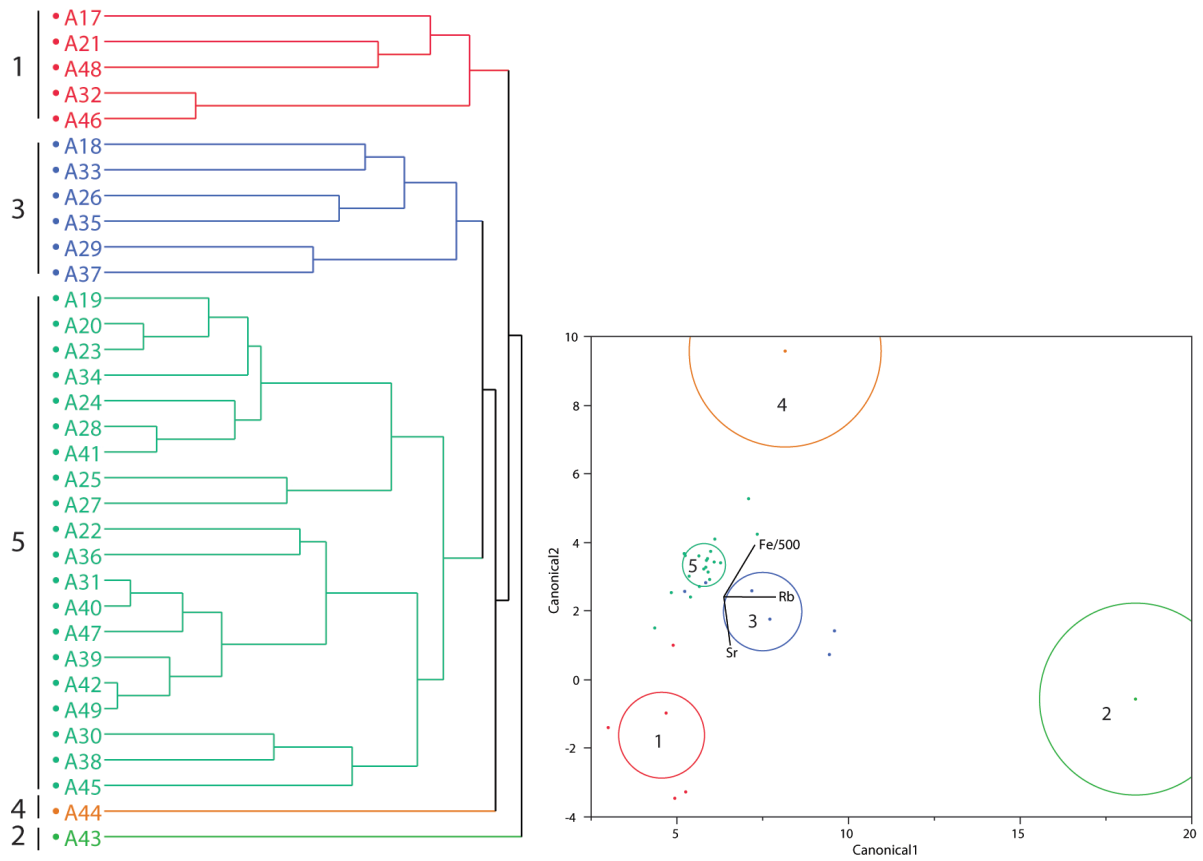 1
A17
A21
A48
A32
A46
3
A18
A33
A26
A35
A29
A37
5
A19
A20
A23
A34
A24
A28
A41
A25
A27
A22
A36
A31
A40
A47
A39
A42
A49
A30
A38
A45
4
A44
2
A43
Canonical2
10
8
6
4
2
0
-2
-4
4
5
Fe/500
Rb
3
Sr
1
2
5
10
15
20
Canonical1